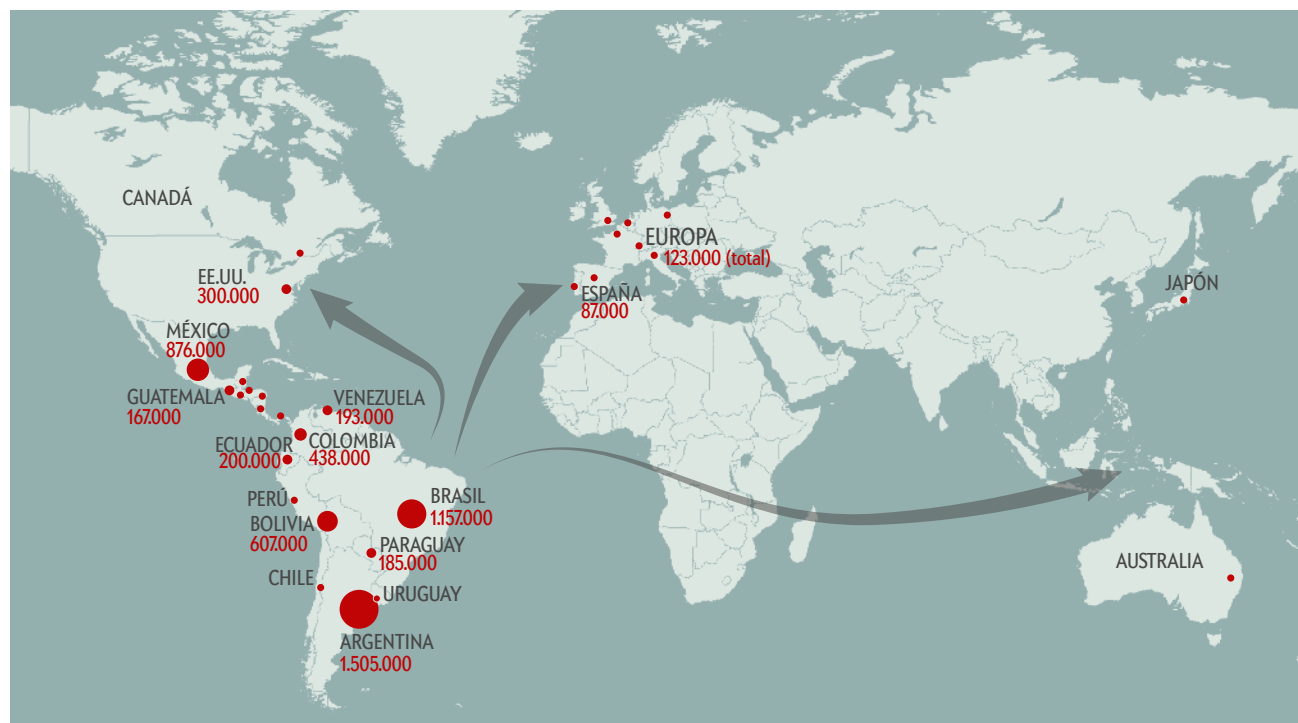 CANADÁ
EE.UU.
300.000
MÉXICO
876.000
GUATEMALA
167.000
VENEZUELA
193.000
COLOMBIA
438.000
ECUADOR
200.000
PERÚ
BRASIL
1.157.000
BOLIVIA
607.000
PARAGUAY
185.000
CHILE
URUGUAY
ARGENTINA
1.505.000
EUROPA
123.000 (total)
ESPAÑA
87.000
JAPÓN
AUSTRALIA